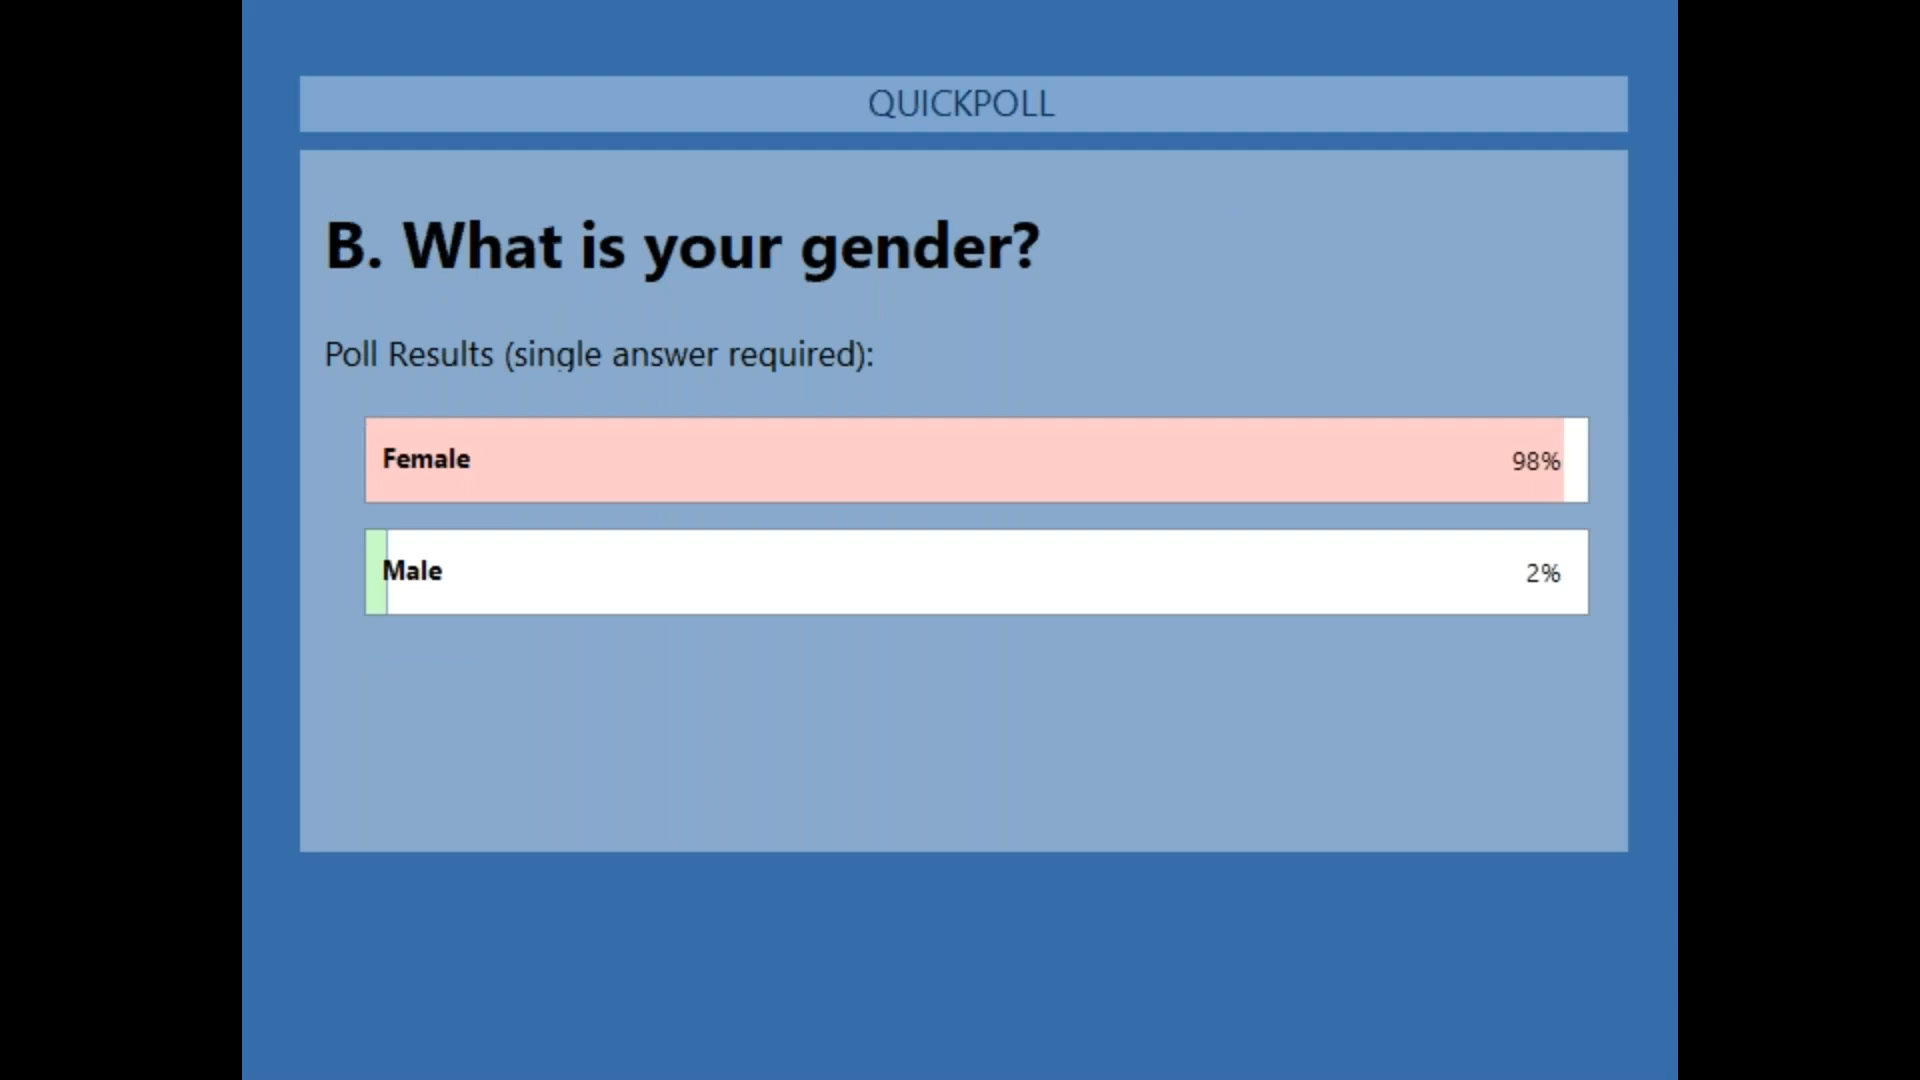 QUICKPOLL
B. What is your gender?
Poll Results (single answer required):
Female 98%
Male 2%